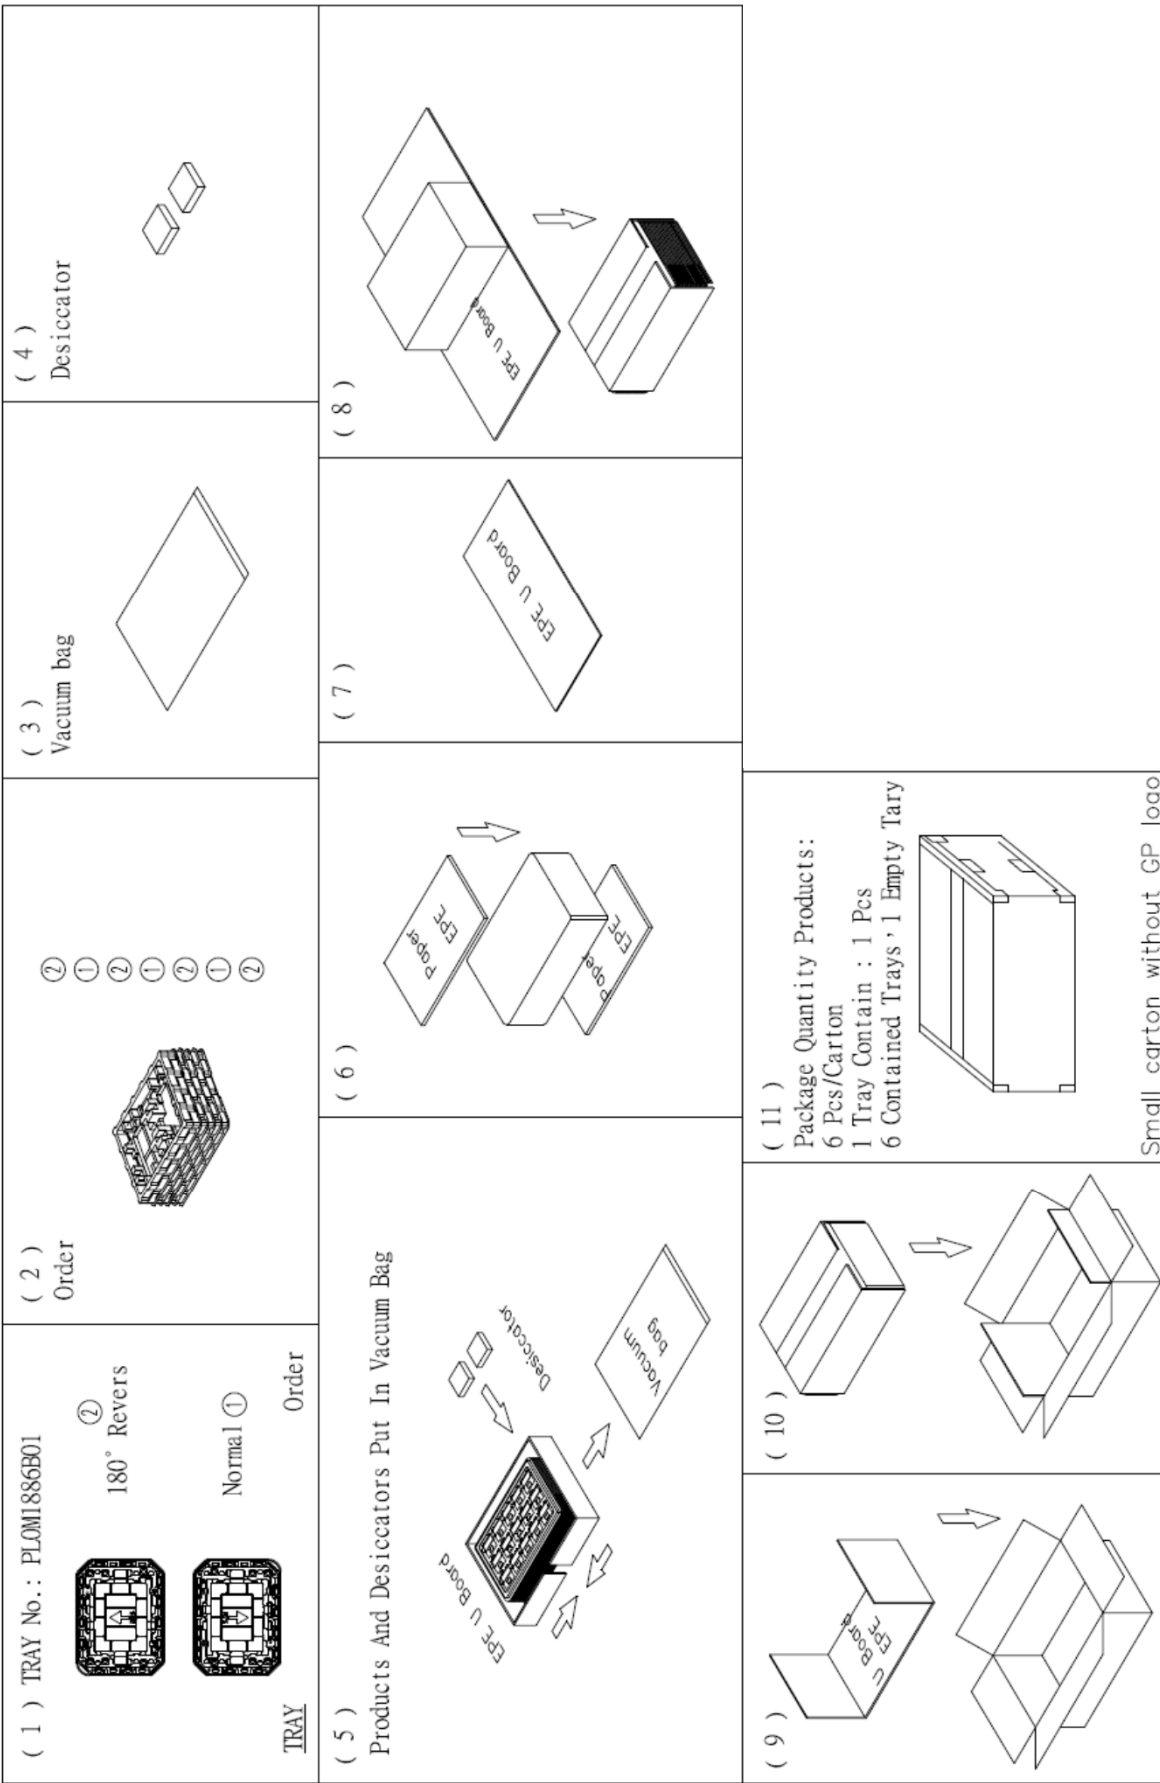 ( 1 ) TRAY No.: PLOM1886B01
②
180° Revers
Normal ①
TRAY
Order
( 2 )
Order
②
①
②
①
②
①
②
( 3 )
Vacuum bag
( 4 )
Desiccator
( 5 )
Products And Desiccators Put In Vacuum Bag
EPE U Board
Desiccator
Vacuum
bag
( 6 )
Paper
EPE
Paper
EPE
( 7 )
EPE U Board
( 8 )
EPE U Board
( 9 )
U Board
EPE
( 10 )
( 11 )
Package Quantity Products:
6 Pcs/Carton
1 Tray Contain : 1 Pcs
6 Contained Trays , 1 Empty Tary
Small carton without GP logo